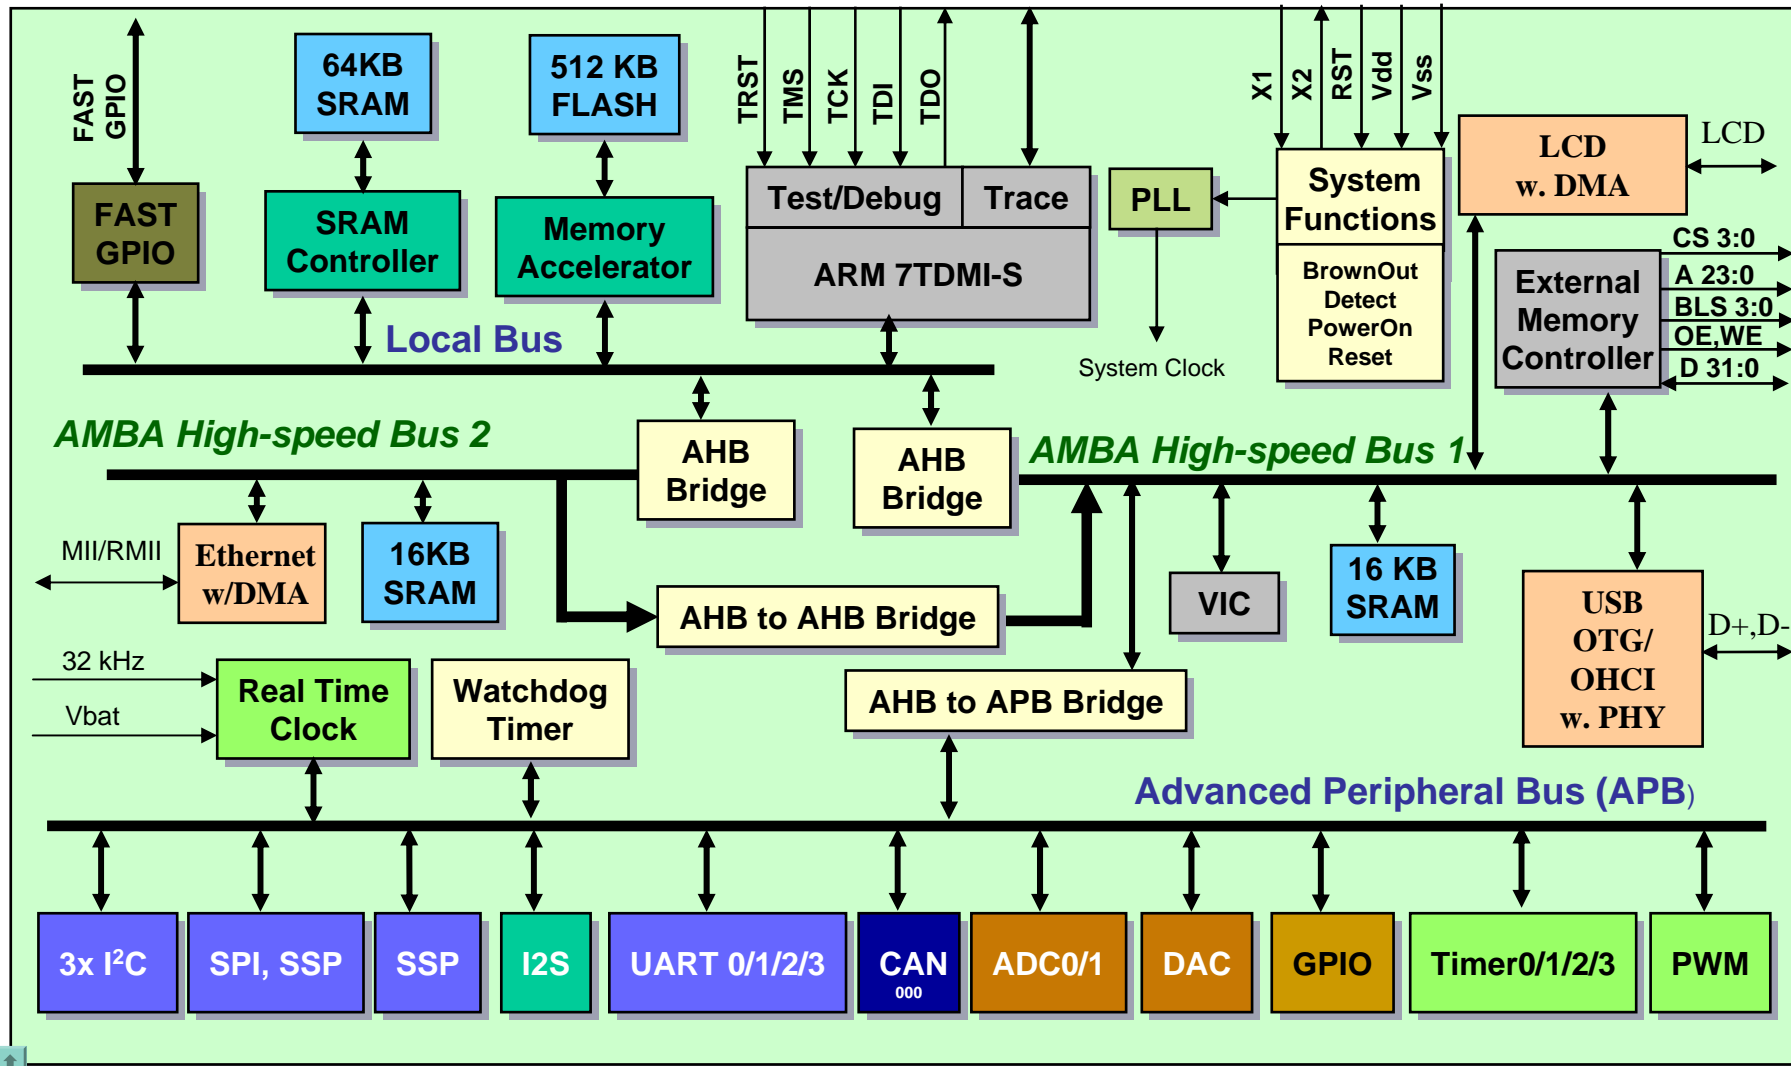 FAST
GPIO
64KB
SRAM
512 KB
FLASH
TRST
TMS
TCK
TDI
TDO
X1
X2
RST
Vdd
Vss
FAST
GPIO
SRAM
Controller
Memory
Accelerator
Test/Debug
Trace
ARM 7TDMI-S
PLL
System Clock
System
Functions
BrownOut
Detect
PowerOn
Reset
LCD
w. DMA
LCD
External
Memory
Controller
CS 3:0
A 23:0
BLS 3:0
OE,WE
D 31:0
Local Bus
AMBA High-speed Bus 2
AHB
Bridge
AHB
Bridge
AMBA High-speed Bus 1
MII/RMII
Ethernet
w/DMA
16KB
SRAM
AHB to AHB Bridge
VIC
16 KB
SRAM
USB
OTG/
OHCI
w. PHY
D+,D-
32 kHz
Vbat
Real Time
Clock
Watchdog
Timer
AHB to APB Bridge
Advanced Peripheral Bus (APB)
3x I²C
SPI, SSP
SSP
I2S
UART 0/1/2/3
CAN
000
ADC0/1
DAC
GPIO
Timer0/1/2/3
PWM